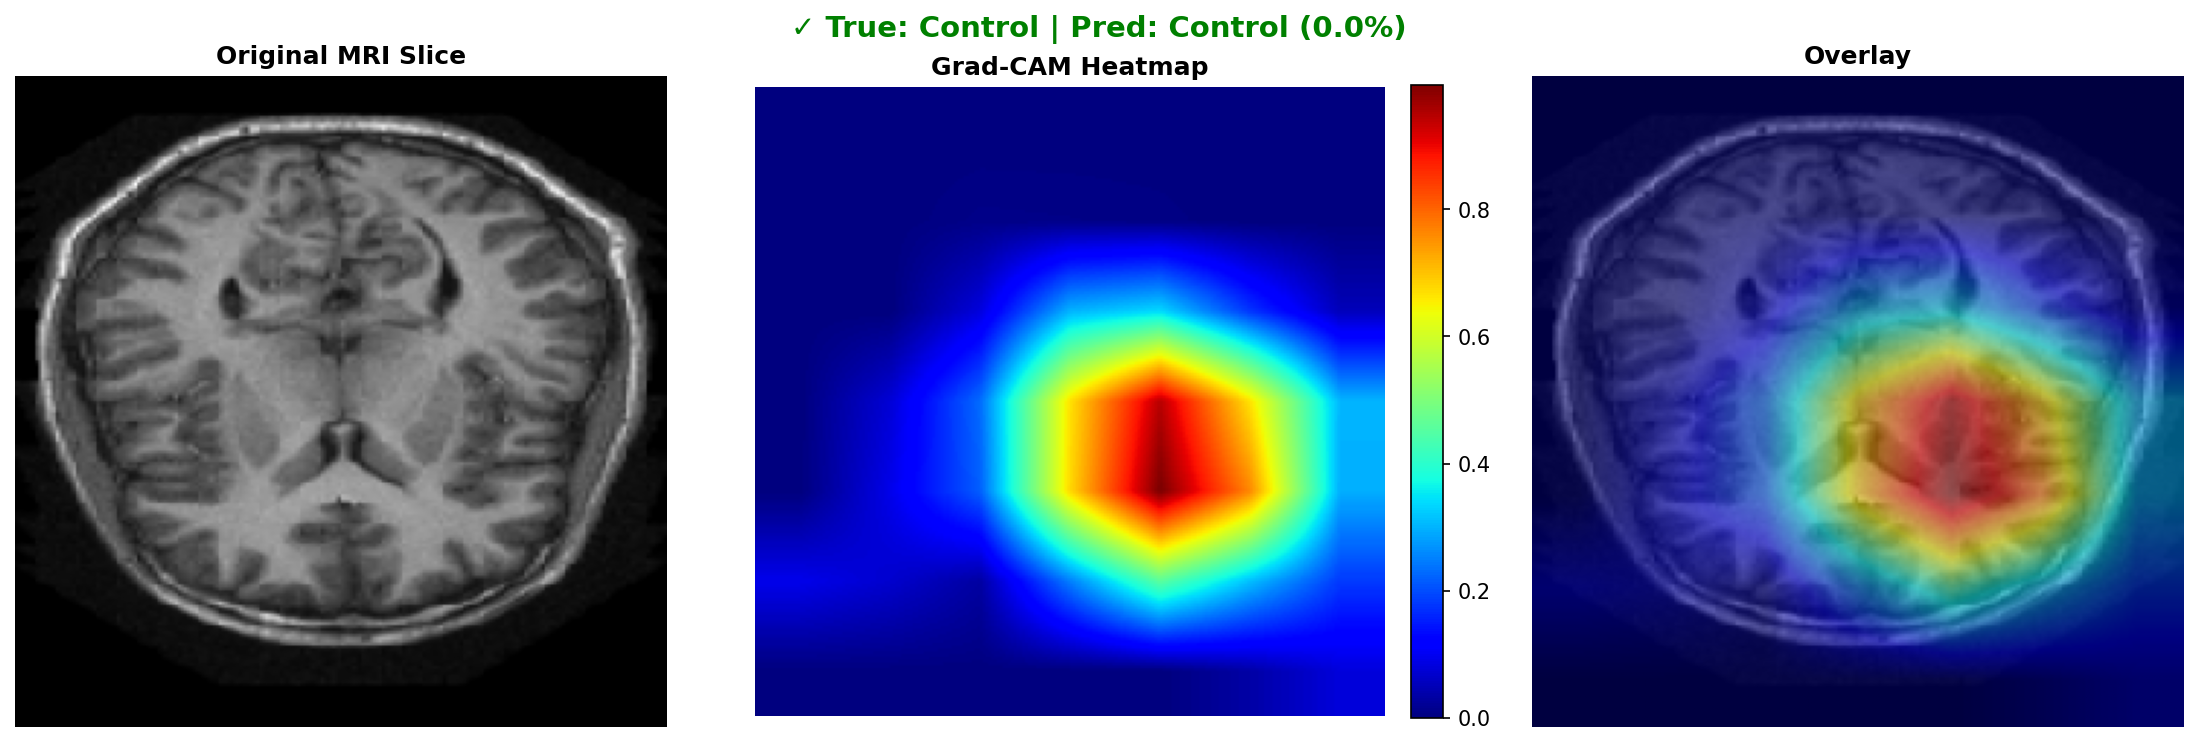 ✓ True: Control | Pred: Control (0.0%)
Original MRI Slice
Grad-CAM Heatmap
Overlay
0.8
0.6
0.4
0.2
0.0